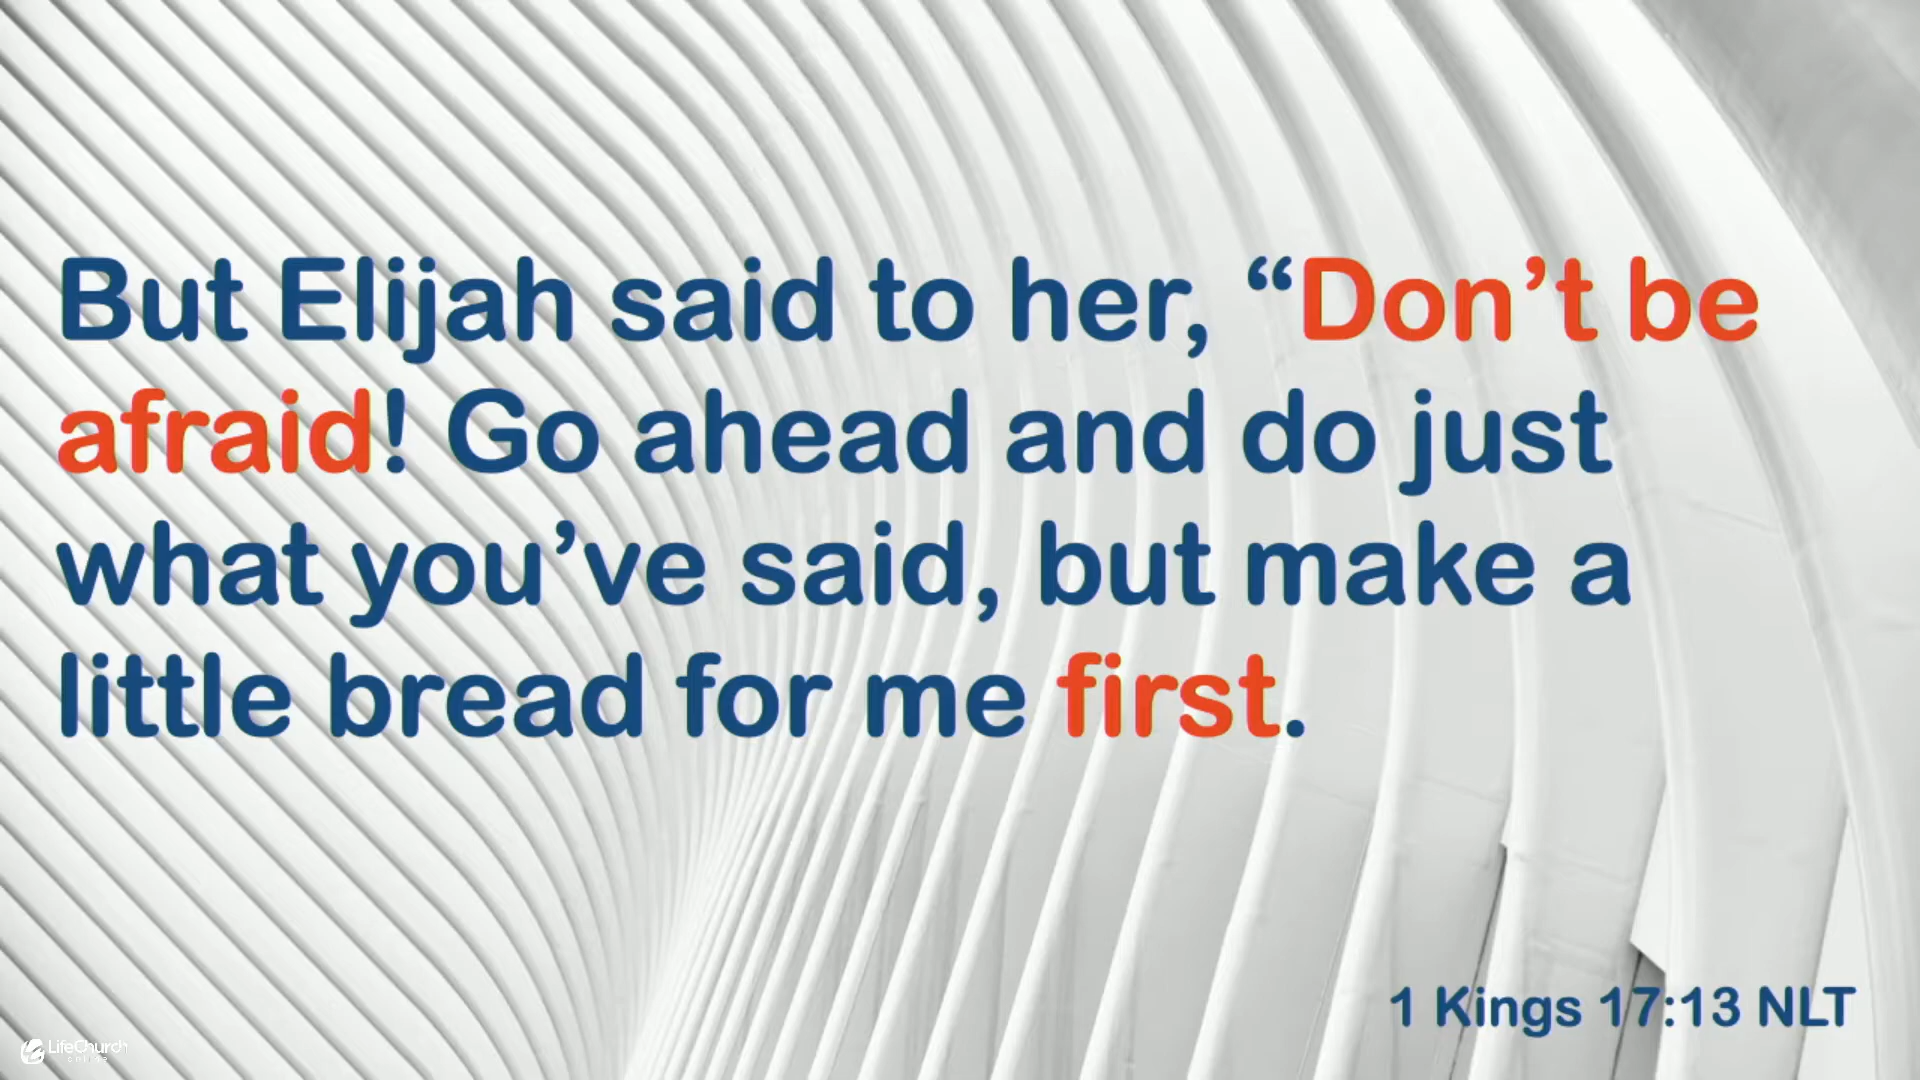 But Elijah said to her, “Don’t be
afraid! Go ahead and do just
what you’ve said, but make a
little bread for me first.
1 Kings 17:13 NLT
LifeChurch
online